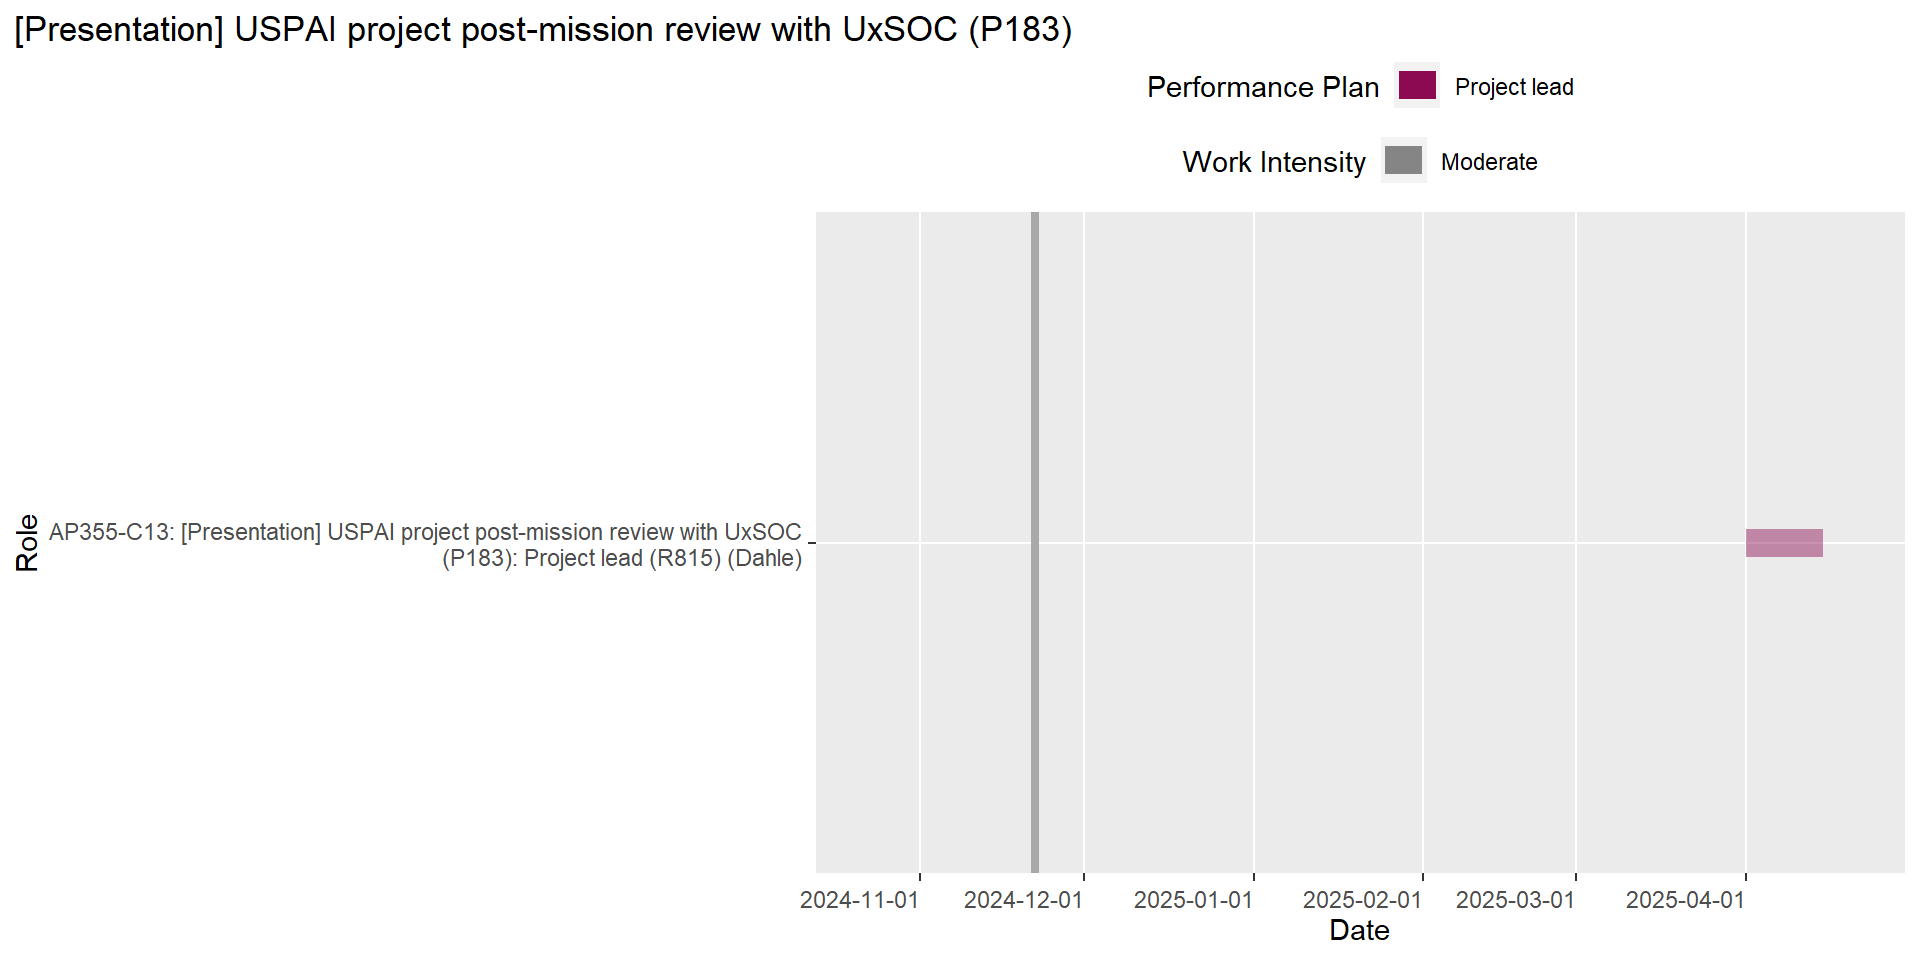 [Presentation] USPAI project post-mission review with UxSOC (P183)
Performance Plan Project lead
Work Intensity Moderate
Role
AP355-C13: [Presentation] USPAI project post-mission review with UxSOC
(P183): Project lead (R815) (Dahle)
2024-11-01 2024-12-01 2025-01-01 2025-02-01 2025-03-01 2025-04-01
Date